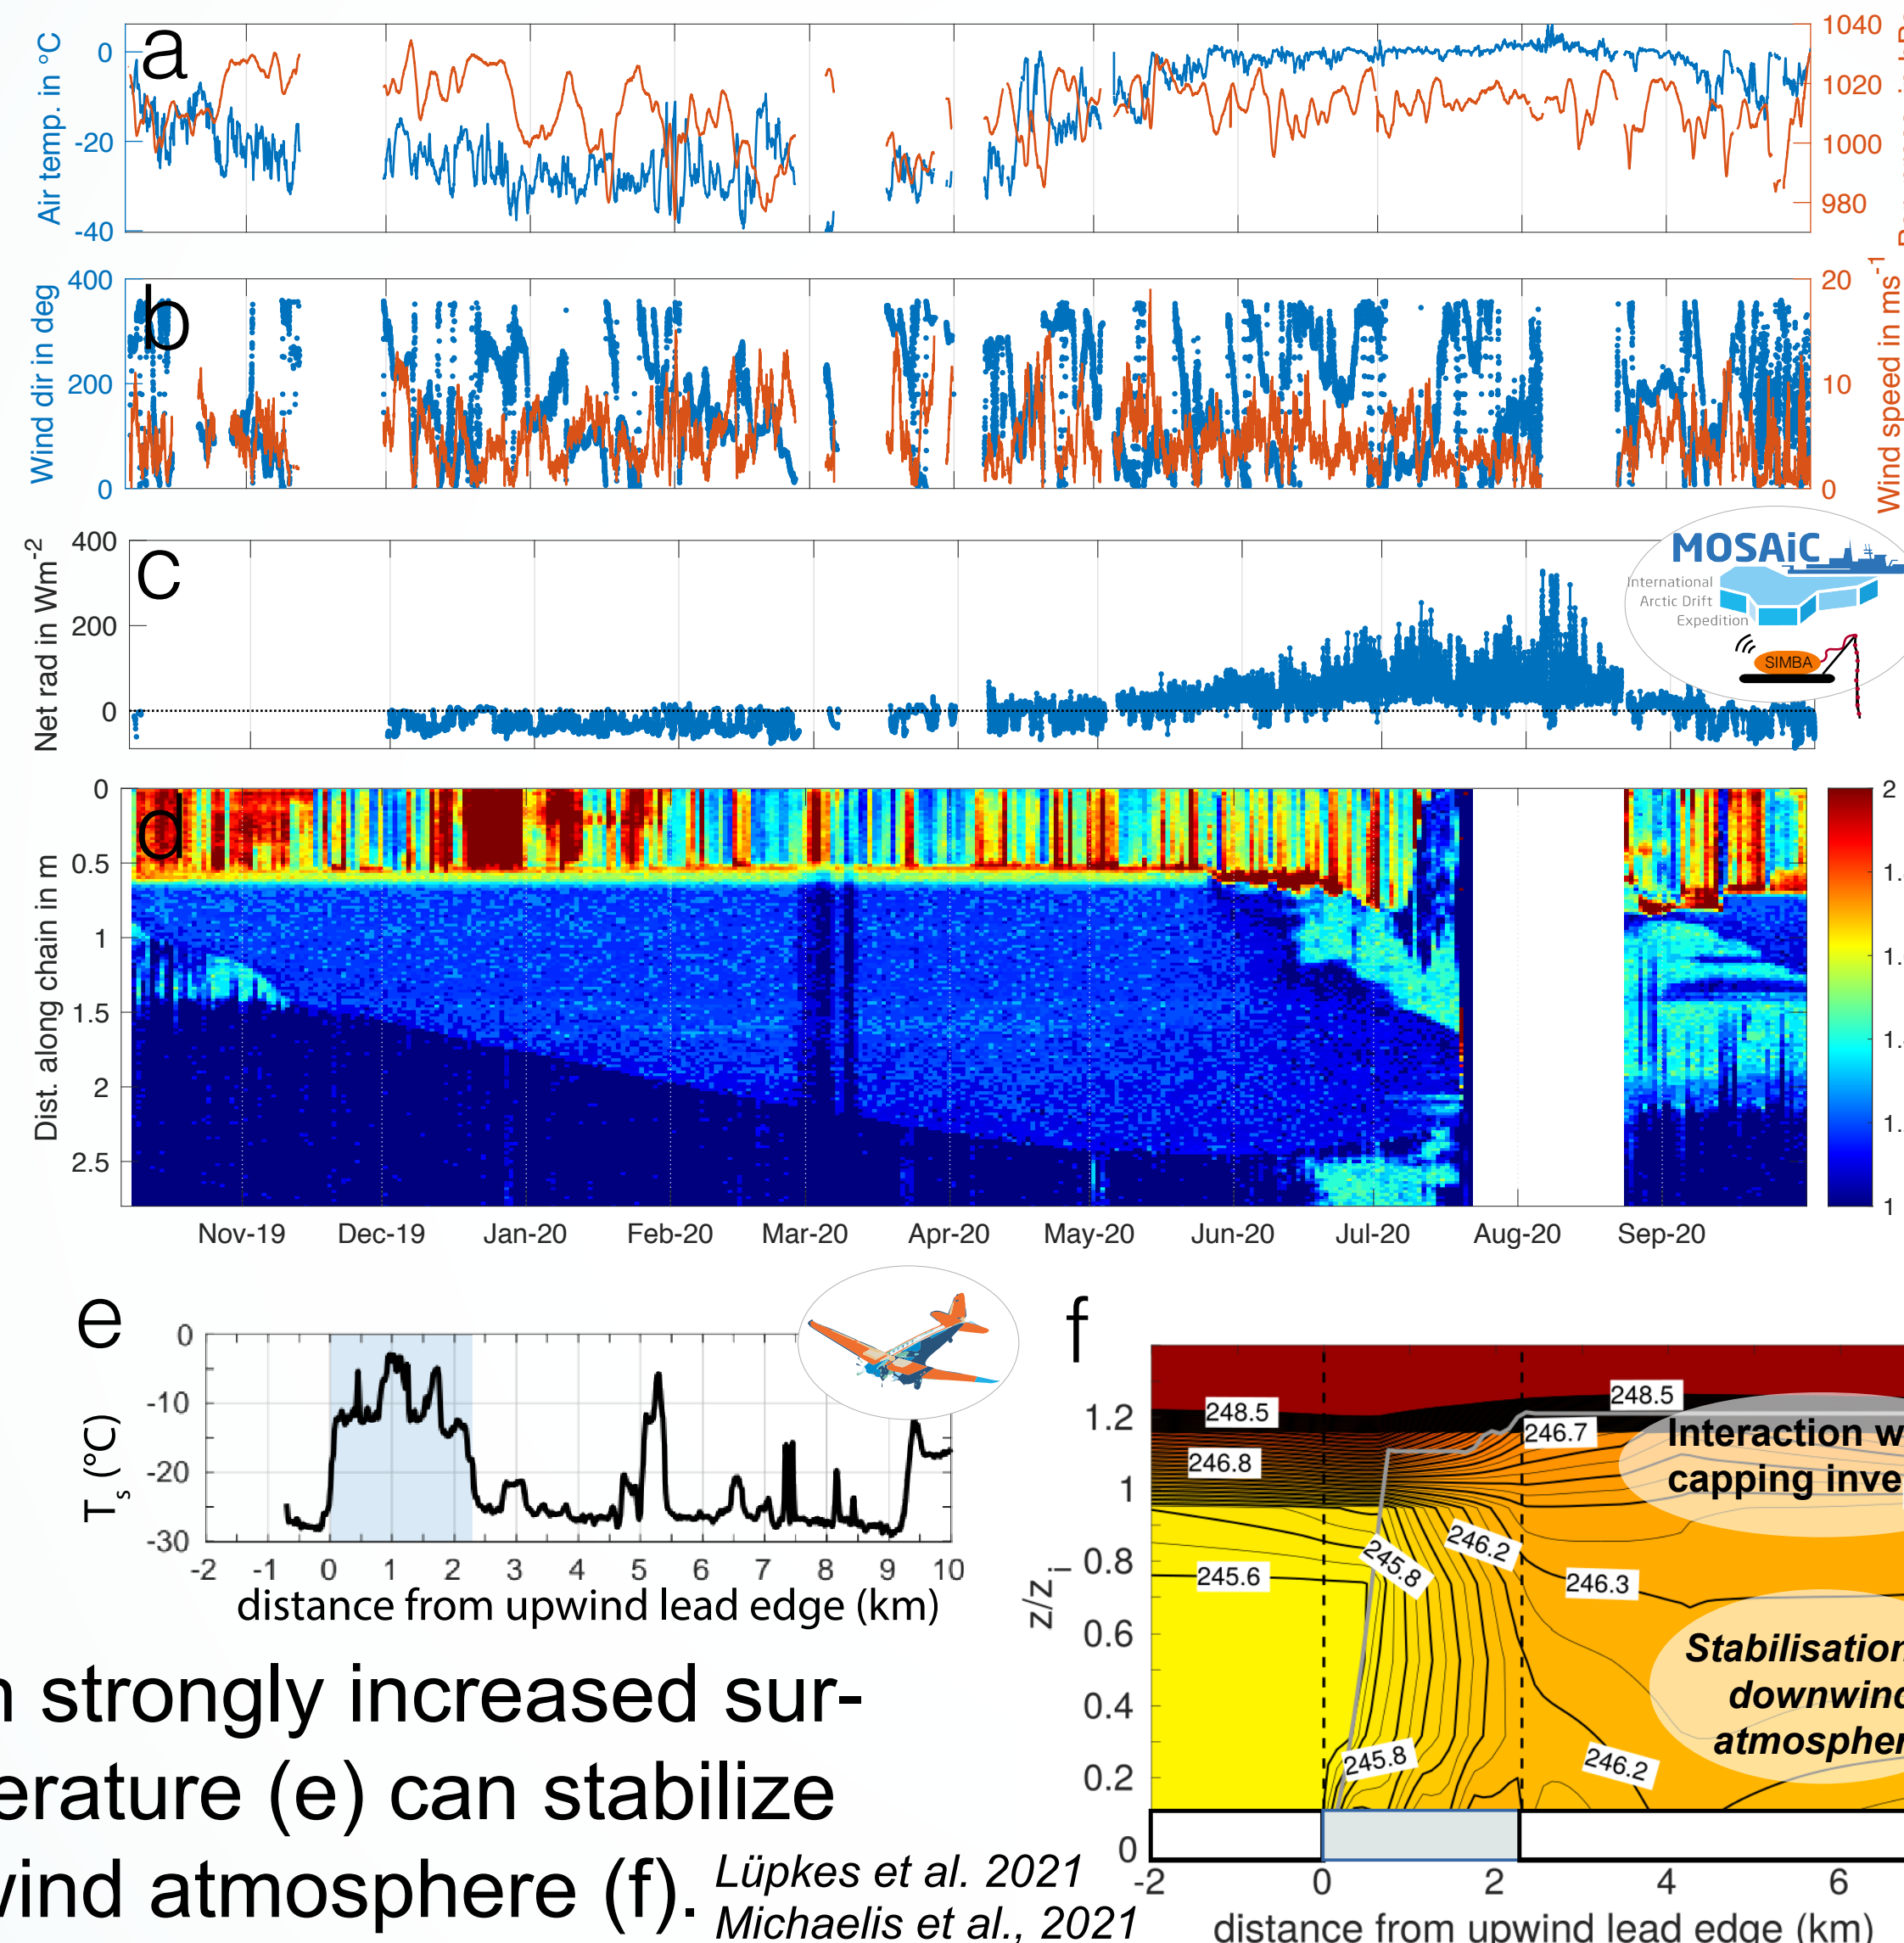 a
Air temp. in °C
0
-20
-40
1040
1020
1000
980
b
Wind dir in deg
400
200
0
20
10
0
Wind speed in ms-1
c
Net rad in Wm-2
400
200
0
MOSAiC
International
Arctic Drift
Expedition
SIMBA
d
Dist. along chain in m
0
0.5
1
1.5
2
2.5
2
1
Nov-19 Dec-19 Jan-20 Feb-20 Mar-20 Apr-20 May-20 Jun-20 Jul-20 Aug-20 Sep-20
e
Ts (°C)
0
-10
-20
-30
-2 -1 0 1 2 3 4 5 6 7 8 9 10
distance from upwind lead edge (km)
f
z/zi
1.2
1
0.8
0.6
0.4
0.2
0
248.5
248.5
246.7
246.8
246.2
245.8
245.6
246.3
245.8
246.2
Interaction w
capping inve
Stabilisation
downwind
atmospher
-2 0 2 4 6
distance from upwind lead edge (km)
n strongly increased sur-
erature (e) can stabilize
wind atmosphere (f).
Lüpkes et al. 2021
Michaelis et al., 2021